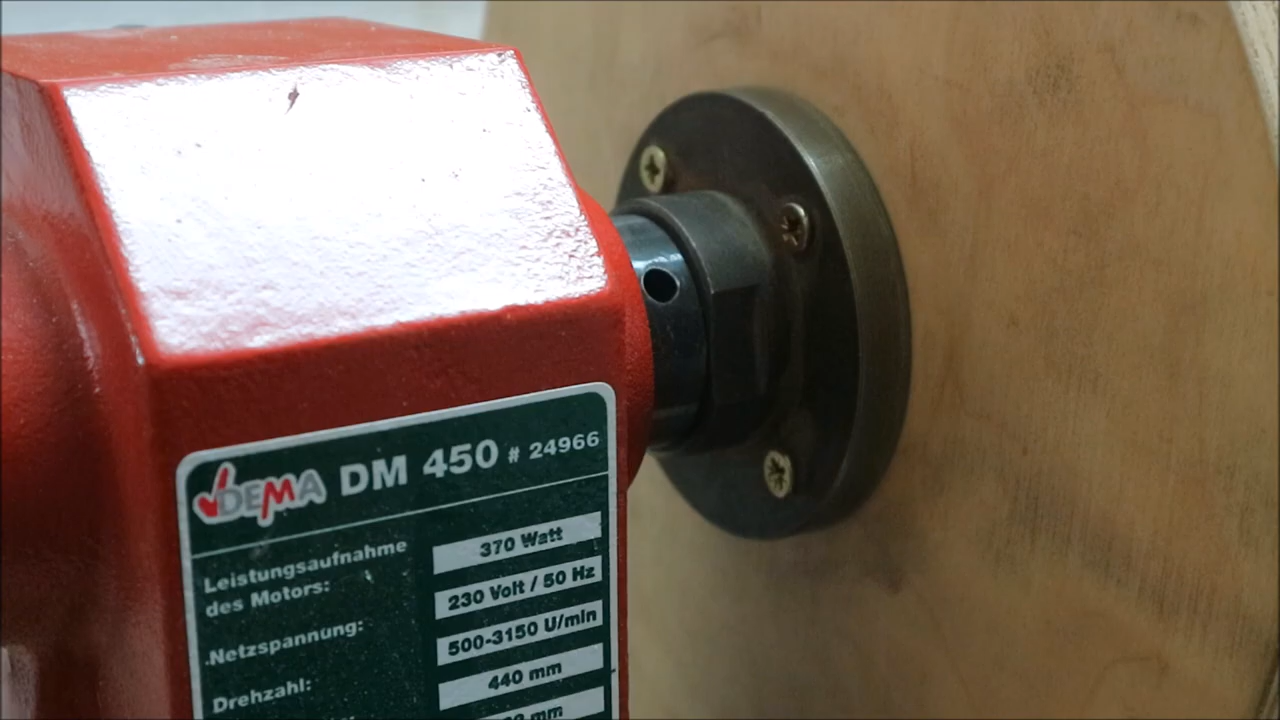 DEMA DM 450 # 24966
Leistungsaufnahme
des Motors: 370 Watt
Netzspannung: 230 Volt / 50 Hz
Drehzahl: 500-3150 U/min
440 mm
mm